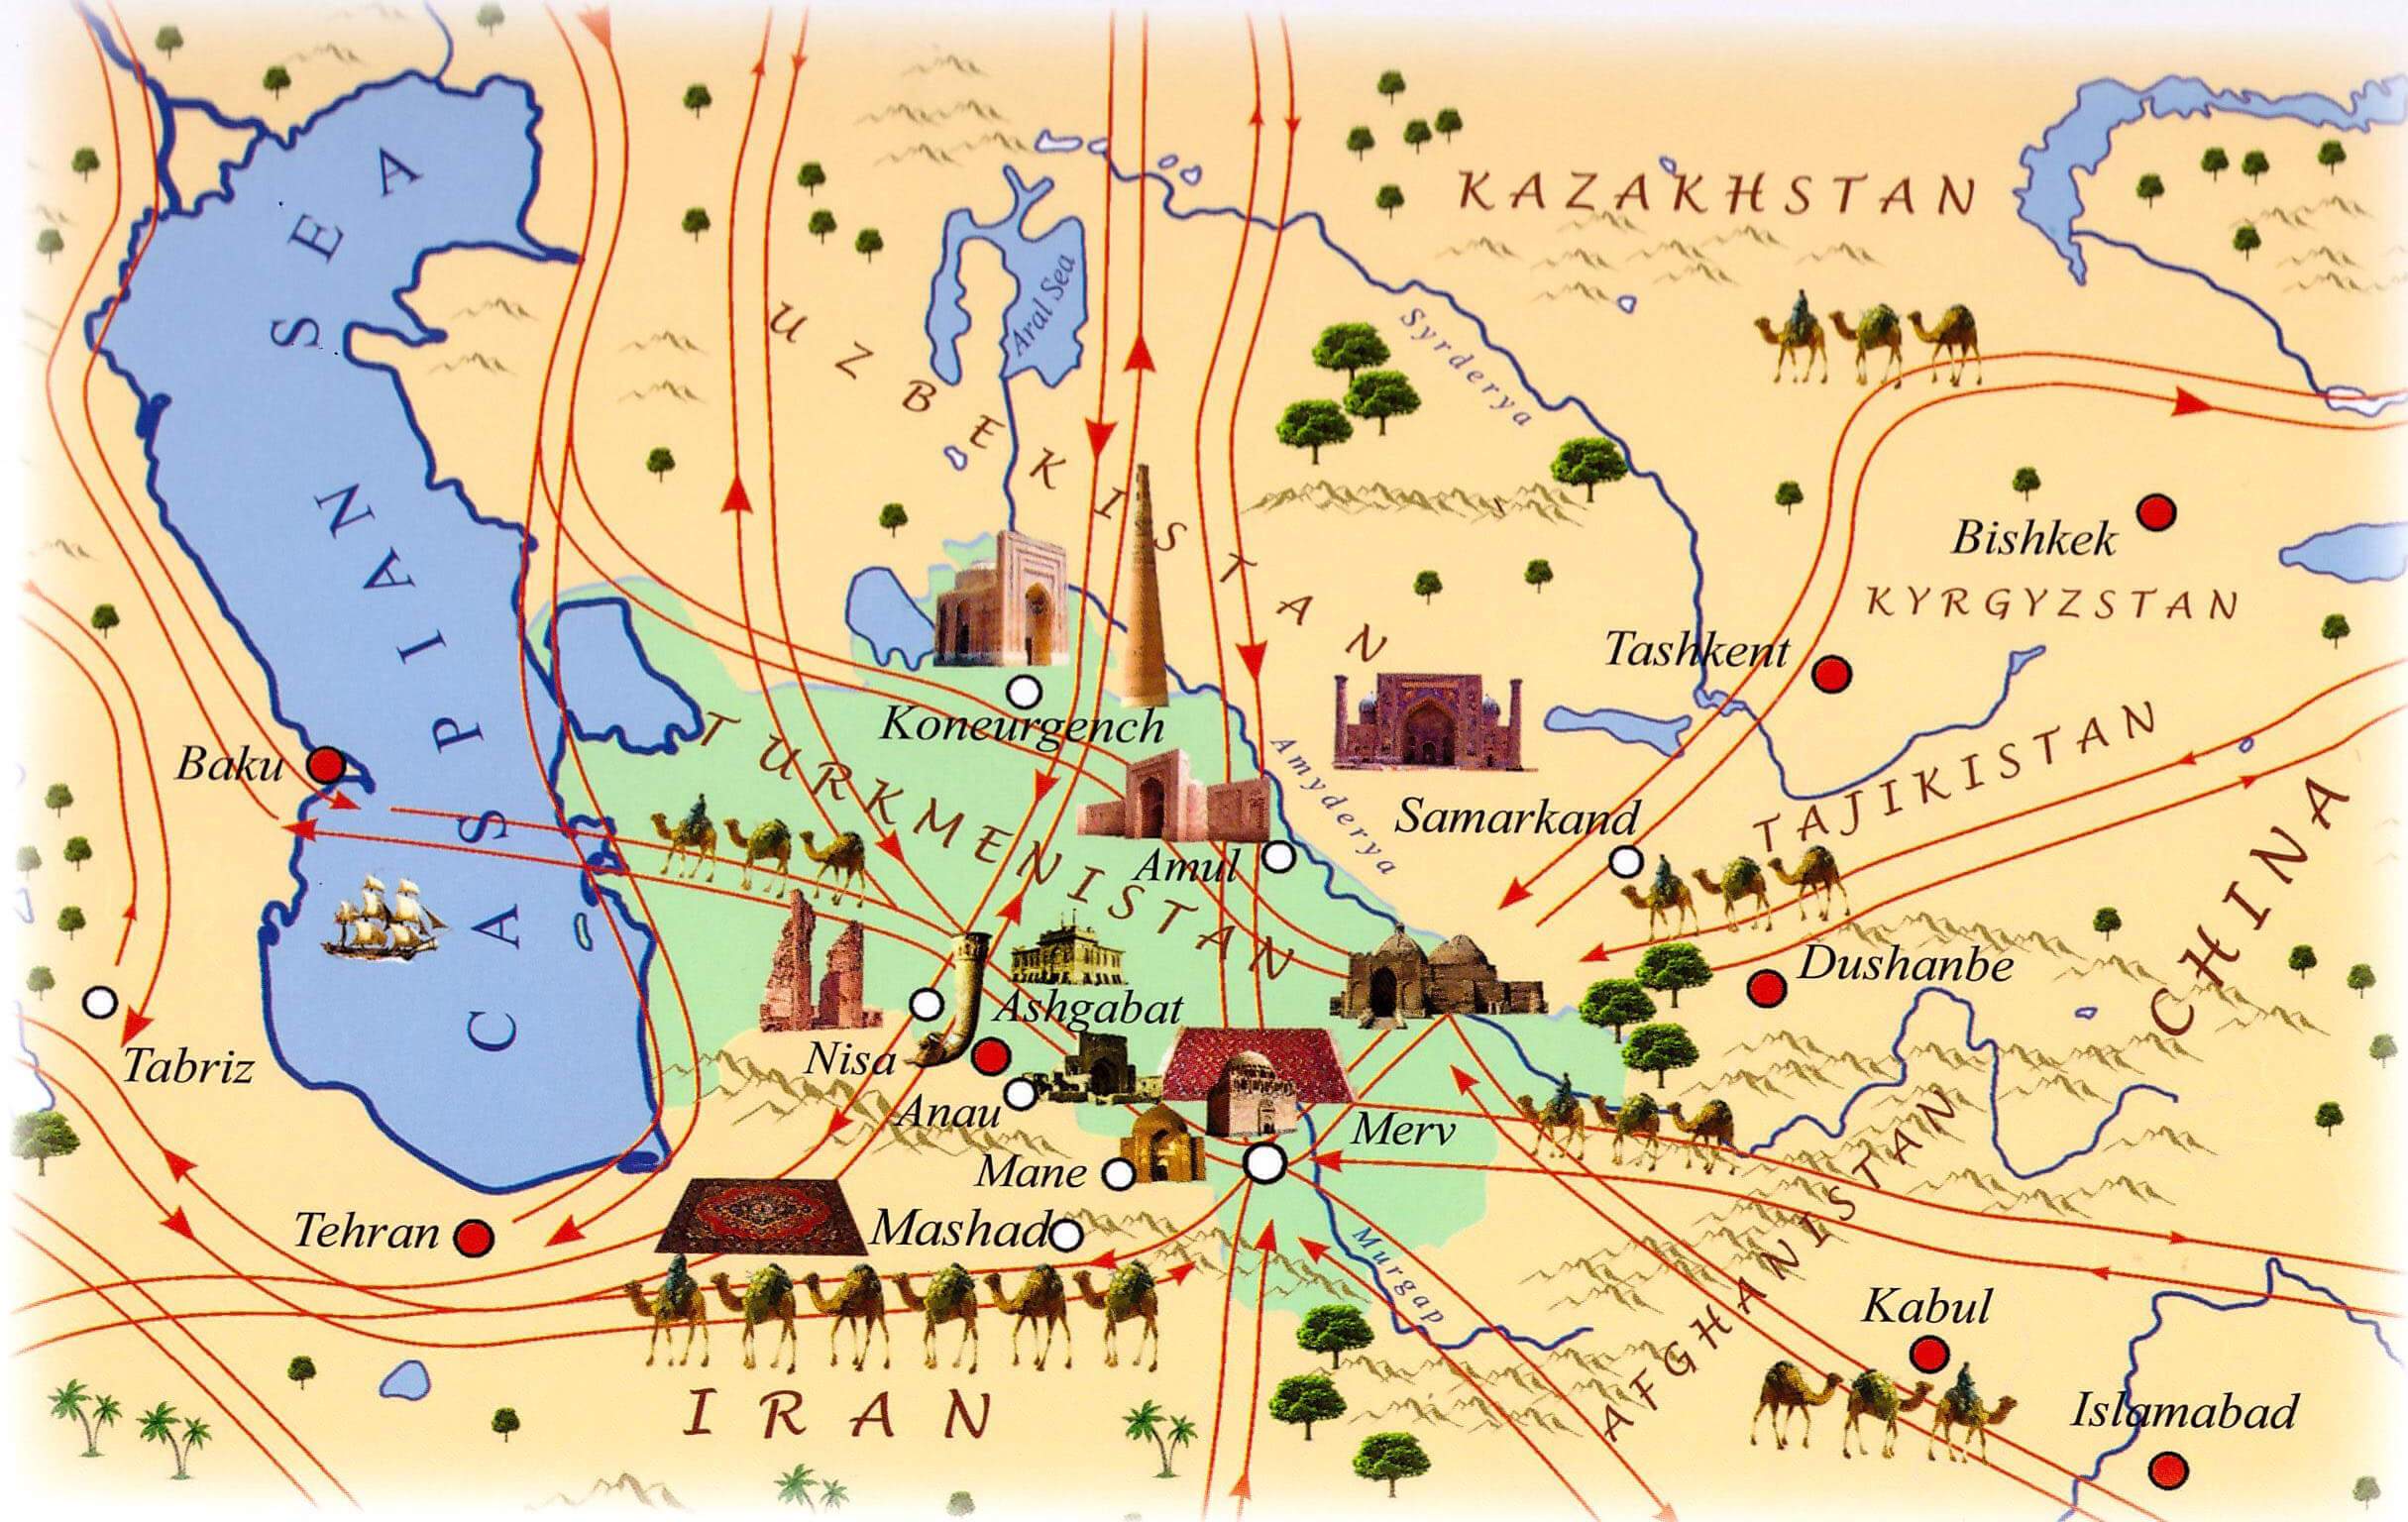 KAZAKHSTAN
CASPIAN SEA
Aral Sea
UZBEKISTAN
Syrderya
Bishkek
KYRGYZSTAN
Tashkent
Koneurgench
TURKMENISTAN
Baku
Amyderya
Samarkand
TAJIKISTAN
Amul
CHINA
Dushanbe
Ashgabat
Nisa
Tabriz
Anau
Merv
Mane
Tehran
Mashad
Murgap
AFGHANISTAN
Kabul
IRAN
Islamabad